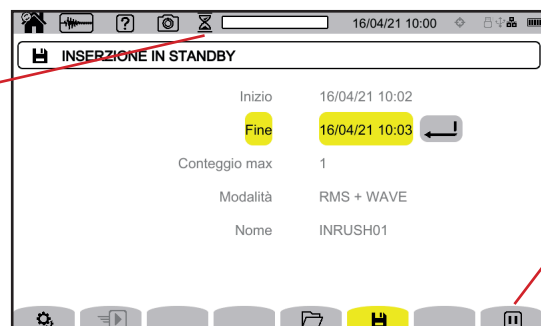 16/04/21 10:00
INSERZIONE IN STANDBY
Inizio 16/04/21 10:02
Fine 16/04/21 10:03
Conteggio max 1
Modalità RMS + WAVE
Nome INRUSH01